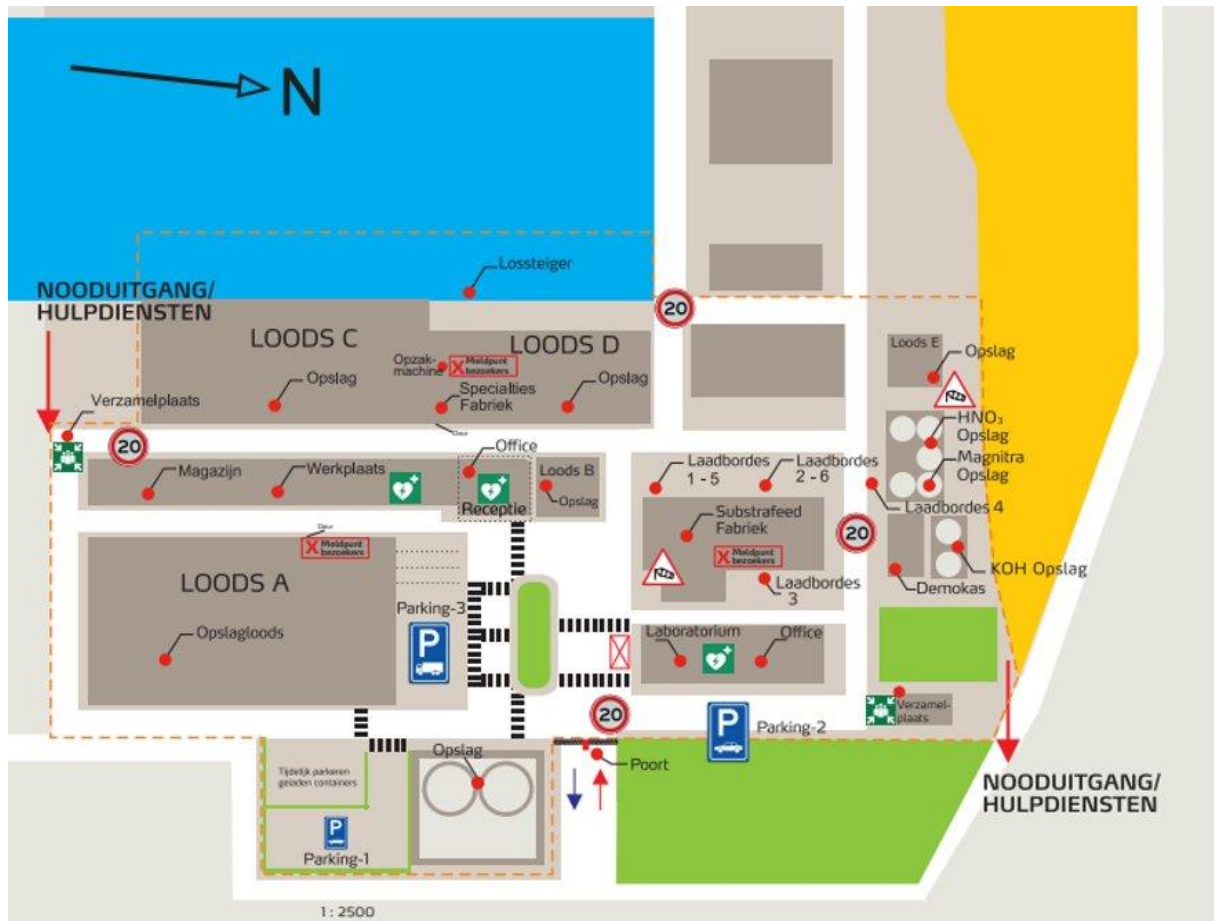 N
Lossteiger
20
NOODUITGANG/
HULPDIENSTEN
LOODS C
LOODS D
Opzak-
machine
X Meldpunt
bezoekers
Opslag
Specialties
Fabriek
Opslag
Loods E
Opslag
Verzamelplaats
20
Deur
HNO₃
Opslag
Magnitra
Opslag
Office
Magazijn
Werkplaats
Loods B
Opslag
Receptie
Laadbordes
1 - 5
Laadbordes
2 - 6
Laadbordes 4
Substrafeed
Fabriek
20
Deur
X Meldpunt
bezoekers
X Meldpunt
bezoekers
KOH Opslag
LOODS A
Laadbordes
3
Demokas
Parking-3
P
Opslagloods
Laboratorium
Office
Verzamel-
plaats
20
P
Parking-2
Opslag
Poort
Tijdelijk parkeren
geladen containers
P
Parking-1
NOODUITGANG/
HULPDIENSTEN
1 : 2500